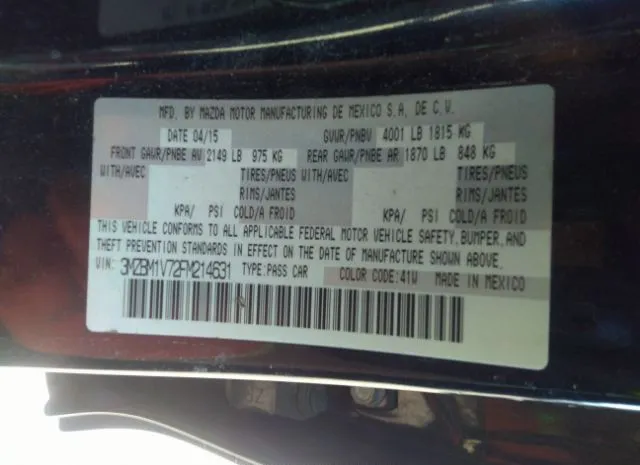 MFD. BY MAZDA MOTOR MANUFACTURING DE MEXICO S.A. DE C.V.
DATE 04/15 GVWR/PNBV 4001 LB 1815 KG
FRONT GAWR/PNBE AV 2149 LB 975 KG REAR GAWR/PNBE AR 1870 LB 848 KG
WITH/AVEC TIRES/PNEUS WITH/AVEC TIRES/PNEUS
RIMS/JANTES RIMS/JANTES
KPA/ PSI COLD/A FROID KPA/ PSI COLD/A FROID
THIS VEHICLE CONFORMS TO ALL APPLICABLE FEDERAL MOTOR VEHICLE SAFETY, BUMPER, AND
THEFT PREVENTION STANDARDS IN EFFECT ON THE DATE OF MANUFACTURE SHOWN ABOVE.
VIN: 3MZBM1V72FM214631 TYPE:PASS CAR COLOR CODE:41W MADE IN MEXICO